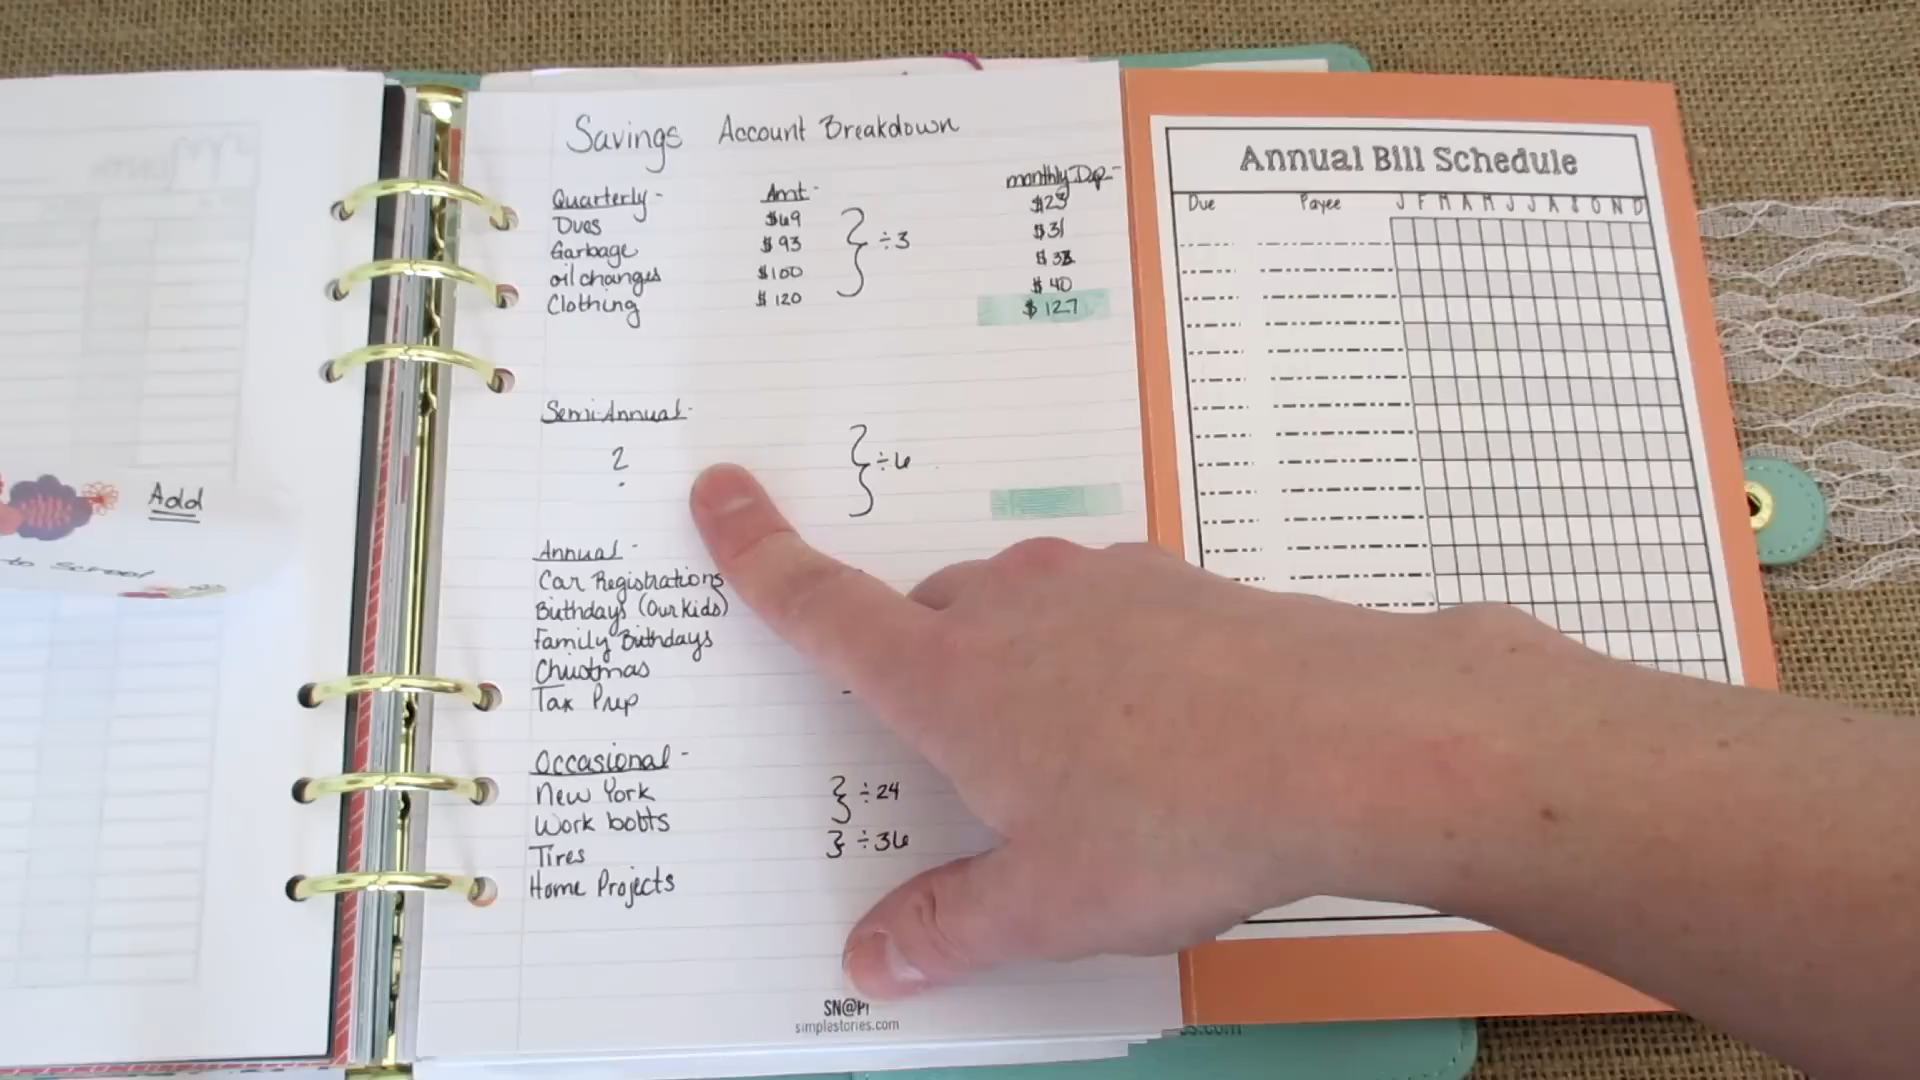 Savings Account Breakdown
Quarterly - Amt - monthly Dep -
Dues $69 $23
Garbage $93 } ÷3 $31
oil changes $100 $33
Clothing $120 $40
$127
Semi Annual -
? } ÷6
Annual -
Car Registrations
Birthdays (Our Kids)
Family Birthdays
Christmas
Tax Prep
Occasional -
New York } ÷24
Work boots
Tires } ÷36
Home Projects
SN@P!
simplestories.com
Annual Bill Schedule
Due Payee J F M A M J J A S O N D
Add
to School